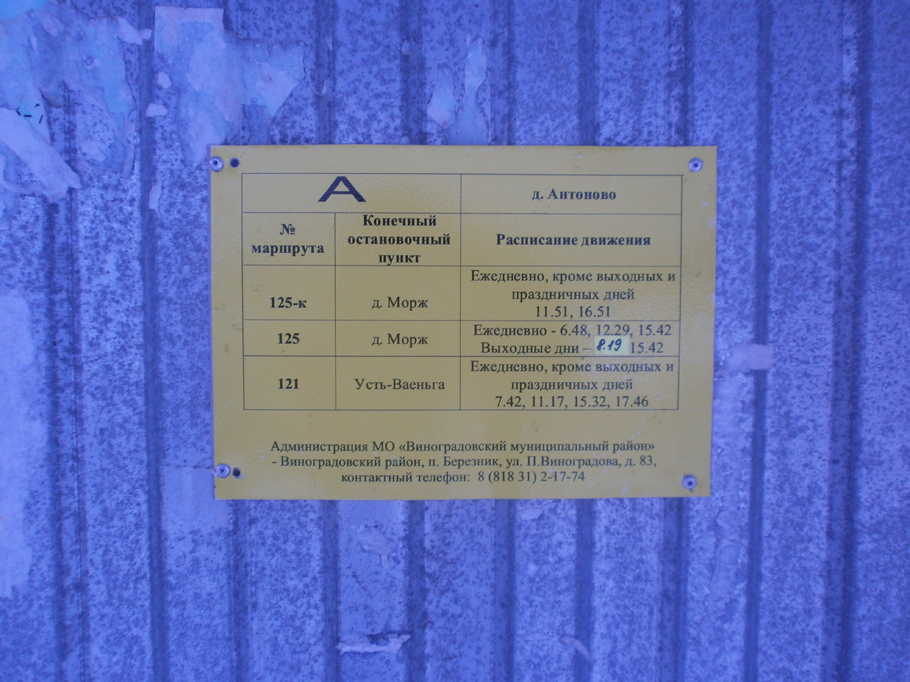 А
д. Антоново
№
маршрута
Конечный
остановочный
пункт
Расписание движения
125-к
д. Морж
Ежедневно, кроме выходных и
праздничных дней
11.51, 16.51
125
д. Морж
Ежедневно - 6.48, 12.29, 15.42
Выходные дни – 8.19 15.42
121
Усть-Ваеньга
Ежедневно, кроме выходных и
праздничных дней
7.42, 11.17, 15.32, 17.46
Администрация МО «Виноградовский муниципальный район»
- Виноградовский район, п. Березник, ул. П.Виноградова, д. 83,
контактный телефон: 8 (818 31) 2-17-74